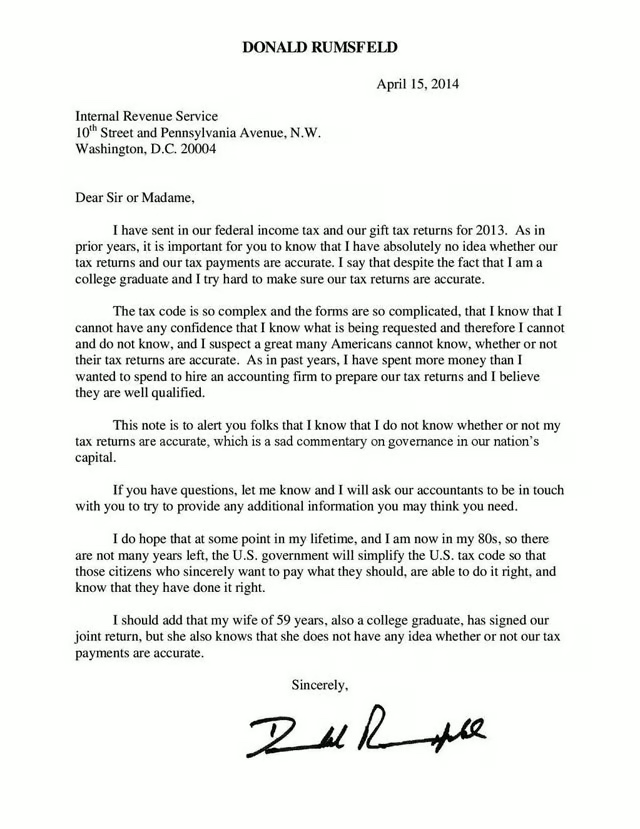 DONALD RUMSFELD
April 15, 2014
Internal Revenue Service
10th Street and Pennsylvania Avenue, N.W.
Washington, D.C. 20004
Dear Sir or Madame,
I have sent in our federal income tax and our gift tax returns for 2013. As in
prior years, it is important for you to know that I have absolutely no idea whether our
tax returns and our tax payments are accurate. I say that despite the fact that I am a
college graduate and I try hard to make sure our tax returns are accurate.
The tax code is so complex and the forms are so complicated, that I know that I
cannot have any confidence that I know what is being requested and therefore I cannot
and do not know, and I suspect a great many Americans cannot know, whether or not
their tax returns are accurate. As in past years, I have spent more money than I
wanted to spend to hire an accounting firm to prepare our tax returns and I believe
they are well qualified.
This note is to alert you folks that I know that I do not know whether or not my
tax returns are accurate, which is a sad commentary on governance in our nation's
capital.
If you have questions, let me know and I will ask our accountants to be in touch
with you to try to provide any additional information you may think you need.
I do hope that at some point in my lifetime, and I am now in my 80s, so there
are not many years left, the U.S. government will simplify the U.S. tax code so that
those citizens who sincerely want to pay what they should, are able to do it right, and
know that they have done it right.
I should add that my wife of 59 years, also a college graduate, has signed our
joint return, but she also knows that she does not have any idea whether or not our tax
payments are accurate.
Sincerely,
Donald Rumsfeld